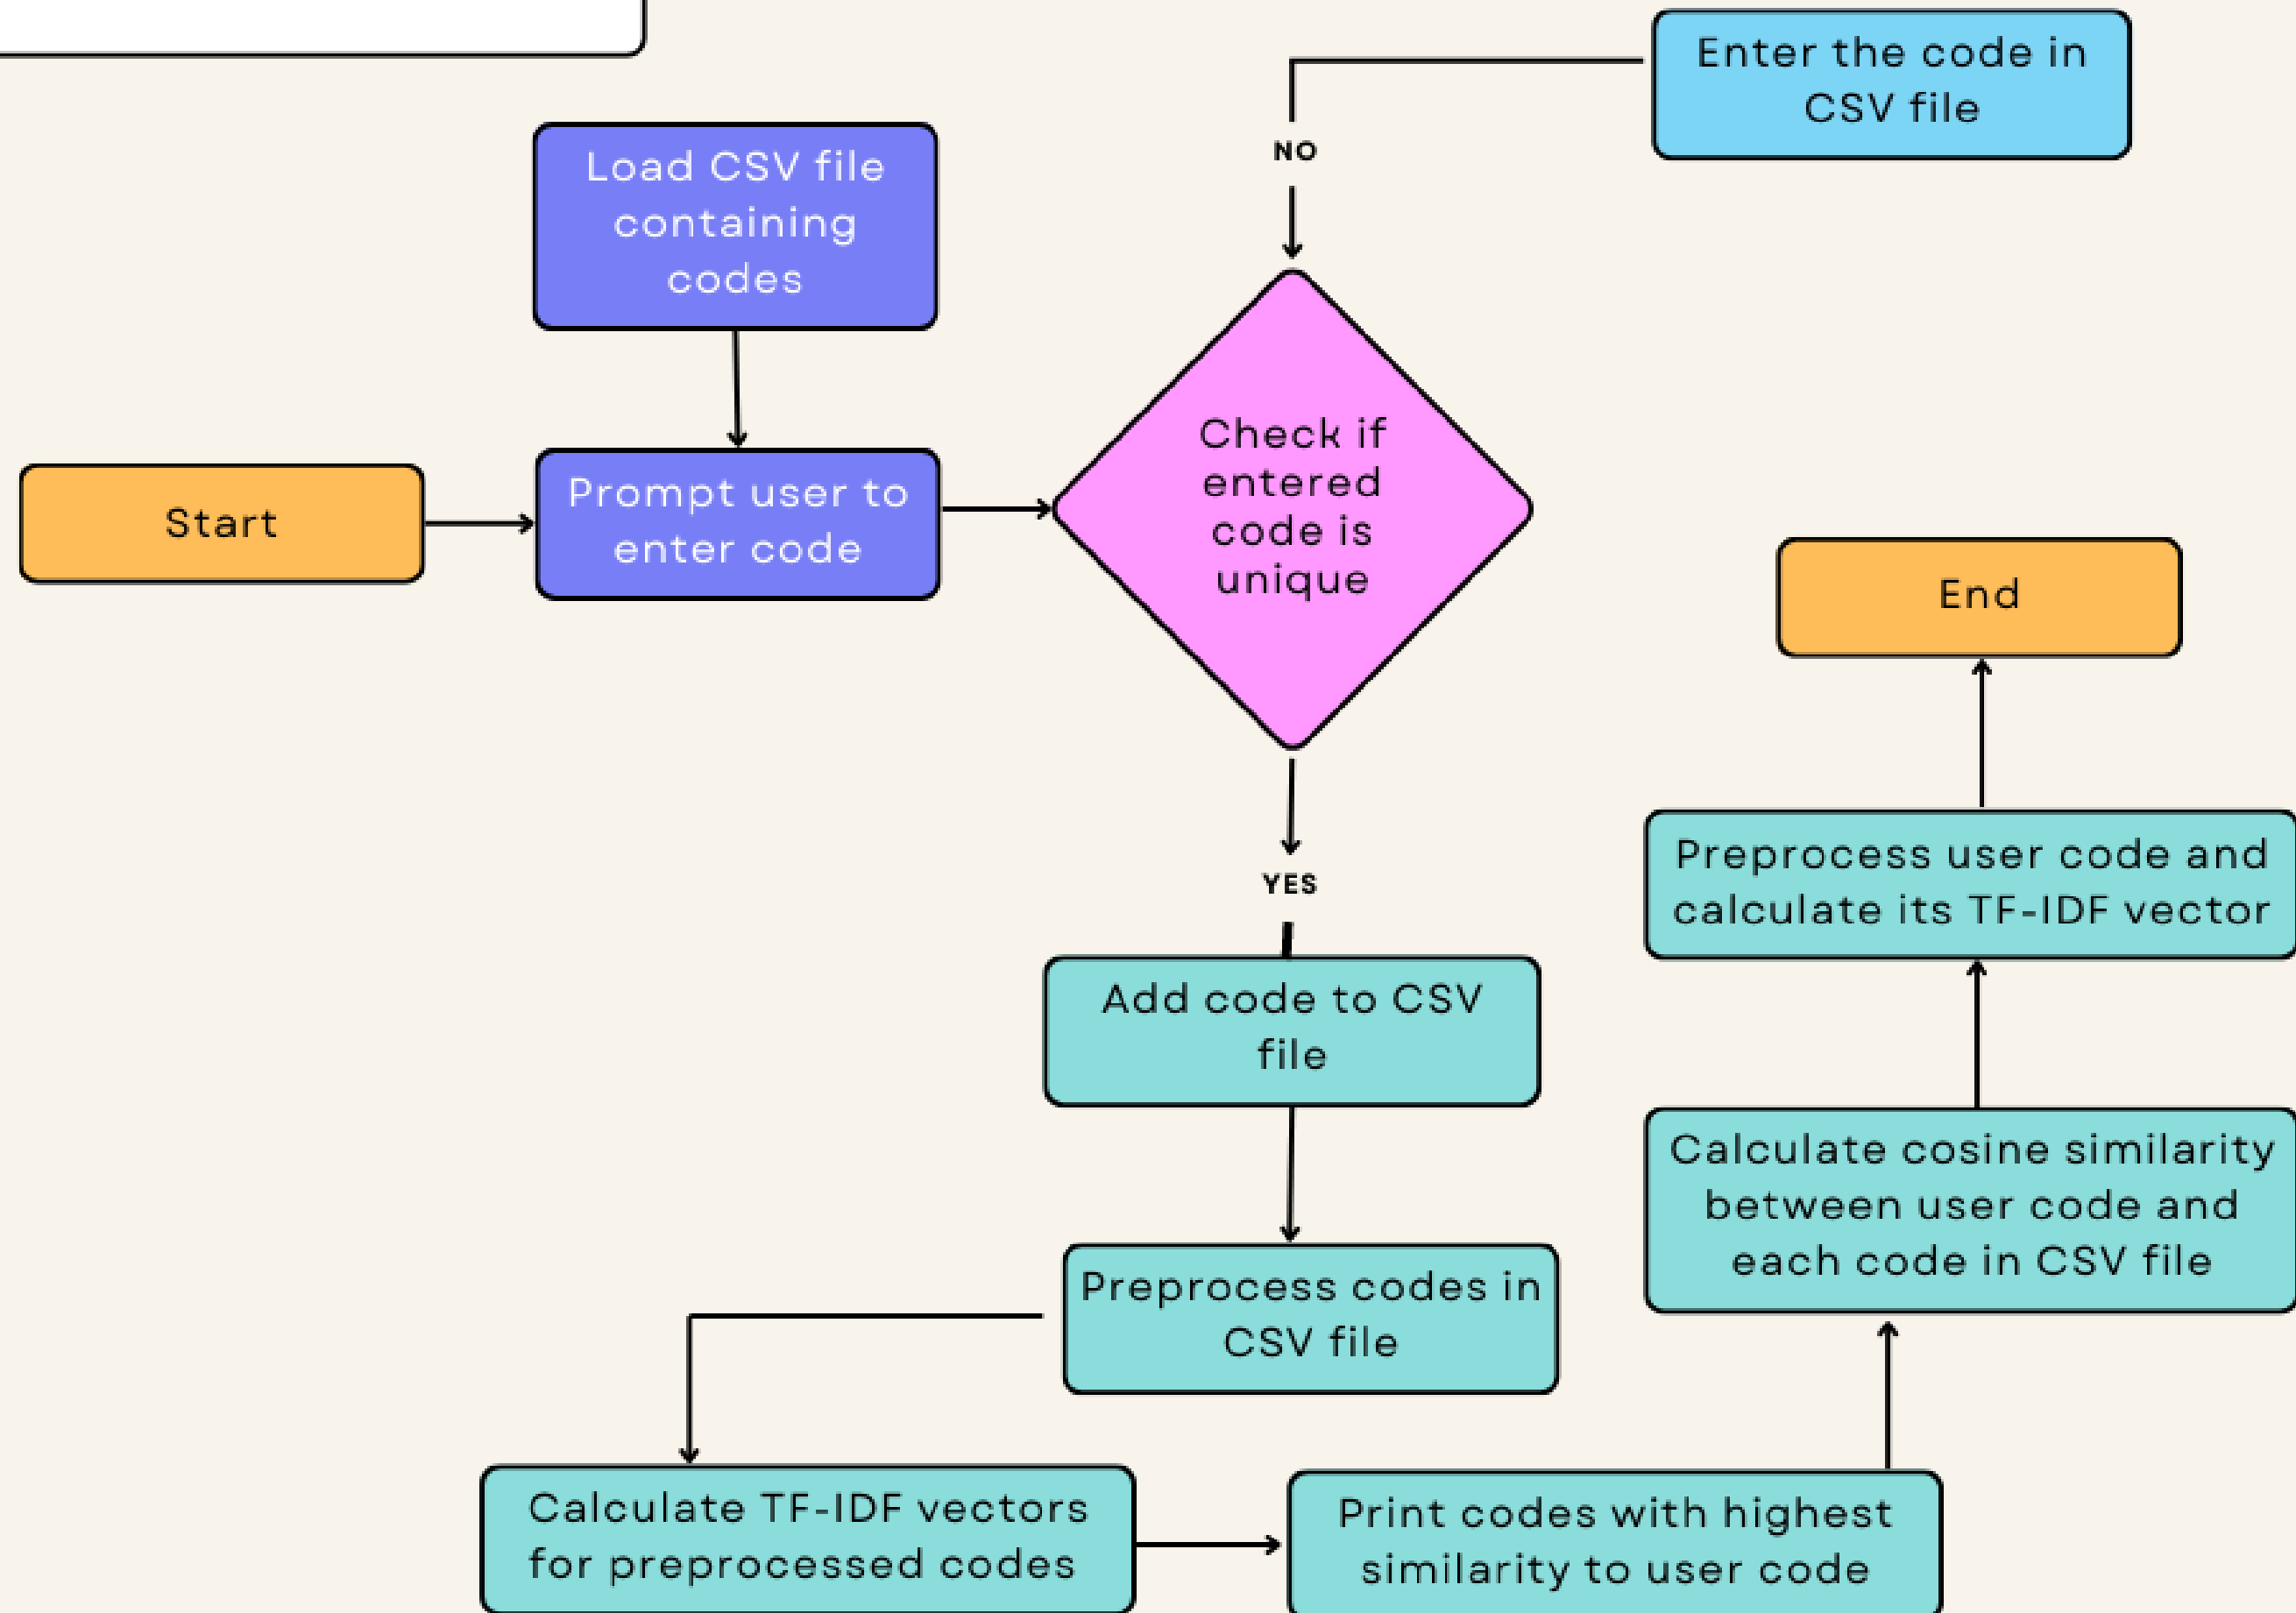 Enter the code in
CSV file
NO
Load CSV file
containing
codes
Start
Prompt user to
enter code
Check if
entered
code is
unique
YES
Add code to CSV
file
Preprocess codes in
CSV file
Calculate TF-IDF vectors
for preprocessed codes
Print codes with highest
similarity to user code
Calculate cosine similarity
between user code and
each code in CSV file
Preprocess user code and
calculate its TF-IDF vector
End